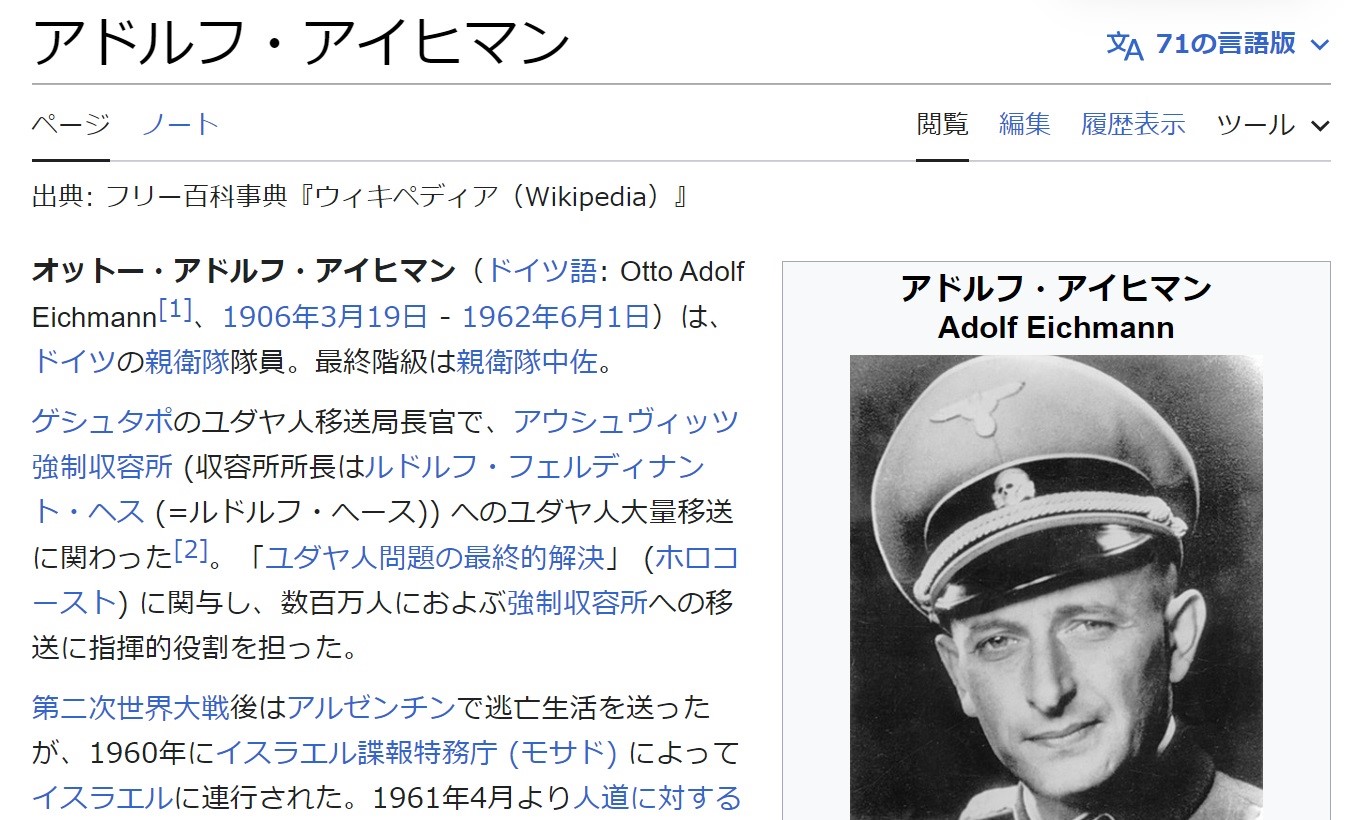 アドルフ・アイヒマン
文A 71の言語版
ページ ノート 閲覧 編集 履歴表示 ツール
出典: フリー百科事典『ウィキペディア（Wikipedia）』
オットー・アドルフ・アイヒマン（ドイツ語: Otto Adolf
Eichmann[1]、1906年3月19日 - 1962年6月1日）は、
ドイツの親衛隊隊員。最終階級は親衛隊中佐。
ゲシュタポのユダヤ人移送局長官で、アウシュヴィッツ
強制収容所 (収容所所長はルドルフ・フェルディナン
ト・ヘス (=ルドルフ・ヘース)) へのユダヤ人大量移送
に関わった[2]。「ユダヤ人問題の最終的解決」 (ホロコ
ースト) に関与し、数百万人におよぶ強制収容所への移
送に指揮的役割を担った。
第二次世界大戦後はアルゼンチンで逃亡生活を送った
が、1960年にイスラエル諜報特務庁 (モサド) によって
イスラエルに連行された。1961年4月より人道に対する
アドルフ・アイヒマン
Adolf Eichmann